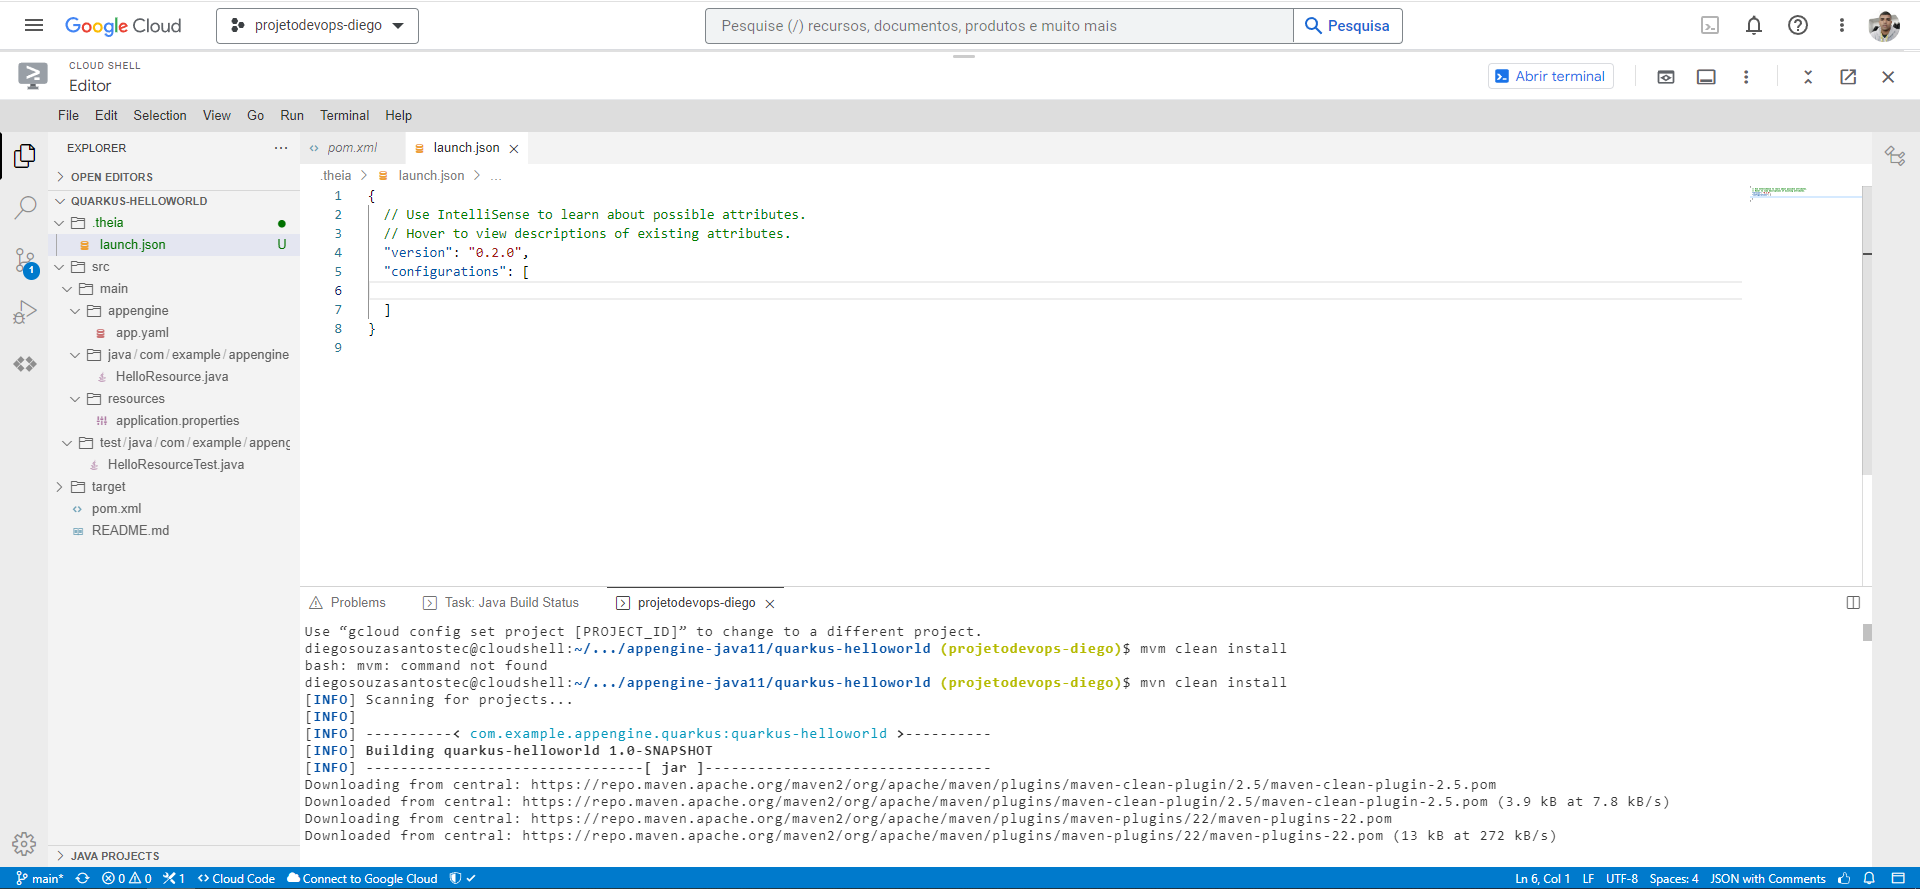 Google Cloud
projetodevops-diego
Pesquise (/) recursos, documentos, produtos e muito mais
Pesquisa
CLOUD SHELL
Editor
Abrir terminal
File Edit Selection View Go Run Terminal Help
EXPLORER
OPEN EDITORS
QUARKUS-HELLOWORLD
.theia
launch.json U
src
main
appengine
app.yaml
java/com/example/appengine
HelloResource.java
resources
application.properties
test/java/com/example/appeng
HelloResourceTest.java
target
pom.xml
README.md
JAVA PROJECTS
1
pom.xml
launch.json
.theia > launch.json > ...
1 {
2 // Use IntelliSense to learn about possible attributes.
3 // Hover to view descriptions of existing attributes.
4 "version": "0.2.0",
5 "configurations": [
6
7 ]
8 }
9
Problems Task: Java Build Status projetodevops-diego
Use “gcloud config set project [PROJECT_ID]” to change to a different project.
diegosouzasantostec@cloudshell:~/.../appengine-java11/quarkus-helloworld (projetodevops-diego)$ mvm clean install
bash: mvm: command not found
diegosouzasantostec@cloudshell:~/.../appengine-java11/quarkus-helloworld (projetodevops-diego)$ mvn clean install
[INFO] Scanning for projects...
[INFO]
[INFO] ----------< com.example.appengine.quarkus:quarkus-helloworld >----------
[INFO] Building quarkus-helloworld 1.0-SNAPSHOT
[INFO] --------------------------------[ jar ]---------------------------------
Downloading from central: https://repo.maven.apache.org/maven2/org/apache/maven/plugins/maven-clean-plugin/2.5/maven-clean-plugin-2.5.pom
Downloaded from central: https://repo.maven.apache.org/maven2/org/apache/maven/plugins/maven-clean-plugin/2.5/maven-clean-plugin-2.5.pom (3.9 kB at 7.8 kB/s)
Downloading from central: https://repo.maven.apache.org/maven2/org/apache/maven/plugins/maven-plugins/22/maven-plugins-22.pom
Downloaded from central: https://repo.maven.apache.org/maven2/org/apache/maven/plugins/maven-plugins/22/maven-plugins-22.pom (13 kB at 272 kB/s)
main* 0 0 1 Cloud Code Connect to Google Cloud
Ln 6, Col 1 LF UTF-8 Spaces: 4 JSON with Comments